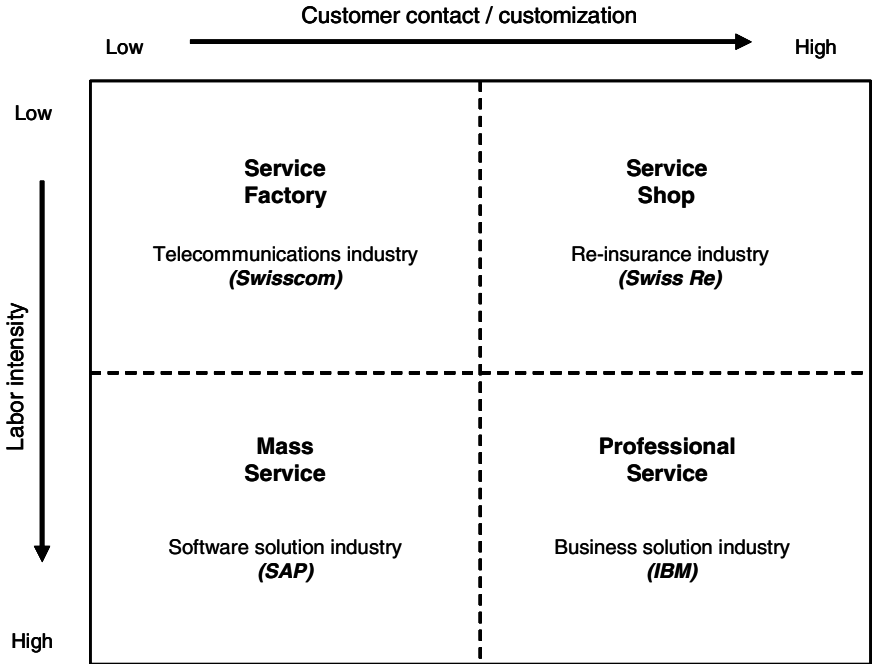 Customer contact / customization
Low
High
Low
Service
Factory
Service
Shop
Telecommunications industry
(Swisscom)
Re-insurance industry
(Swiss Re)
Labor intensity
Mass
Service
Professional
Service
Software solution industry
(SAP)
Business solution industry
(IBM)
High